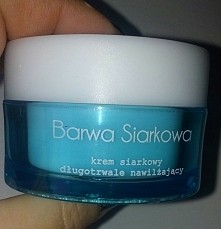 Barwa Siarkowa
krem siarkowy
długotrwale nawilżający